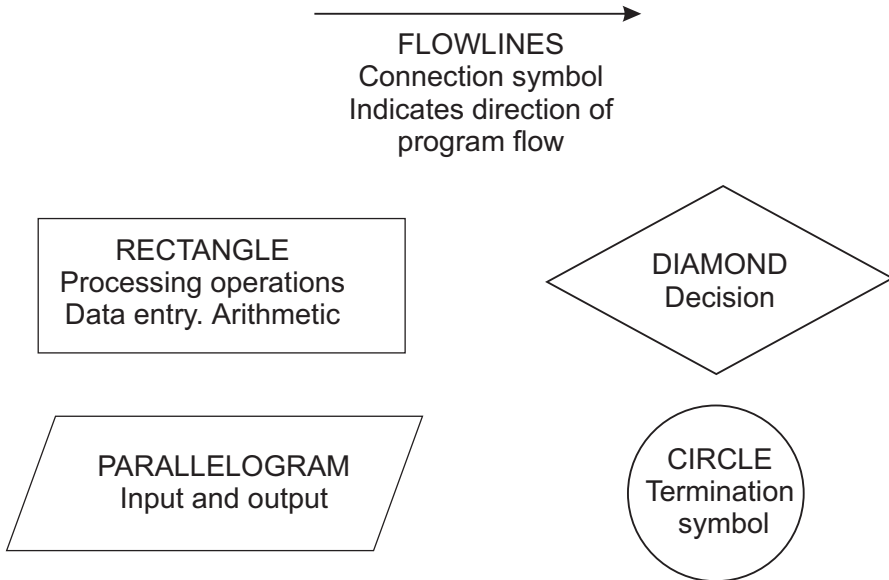 FLOWLINES
Connection symbol
Indicates direction of
program flow
RECTANGLE
Processing operations
Data entry. Arithmetic
DIAMOND
Decision
PARALLELOGRAM
Input and output
CIRCLE
Termination
symbol